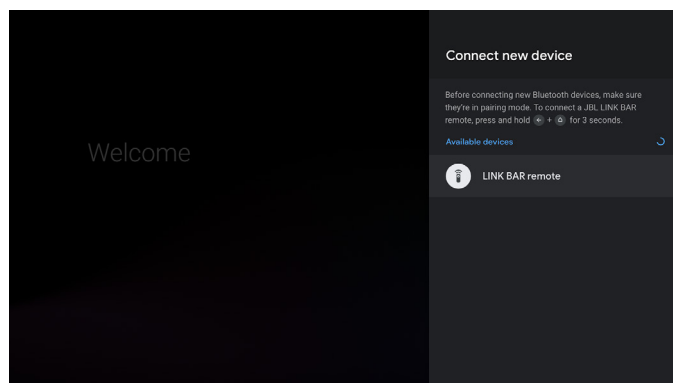 Connect new device
Before connecting new Bluetooth devices, make sure
they're in pairing mode. To connect a JBL LINK BAR
remote, press and hold ← + ⌂ for 3 seconds.
Available devices
LINK BAR remote
Welcome